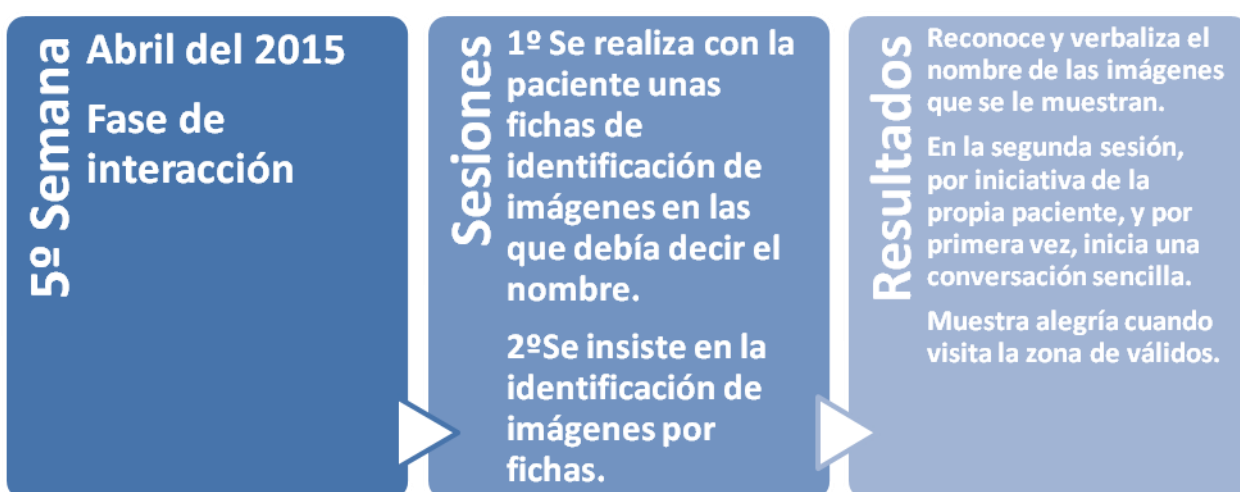 5º Semana
Abril del 2015
Fase de
interacción
Sesiones
1º Se realiza con la
paciente unas
fichas de
identificación de
imágenes en las
que debía decir el
nombre.
2ºSe insiste en la
identificación de
imágenes por
fichas.
Resultados
Reconoce y verbaliza el
nombre de las imágenes
que se le muestran.
En la segunda sesión,
por iniciativa de la
propia paciente, y por
primera vez, inicia una
conversación sencilla.
Muestra alegría cuando
visita la zona de válidos.